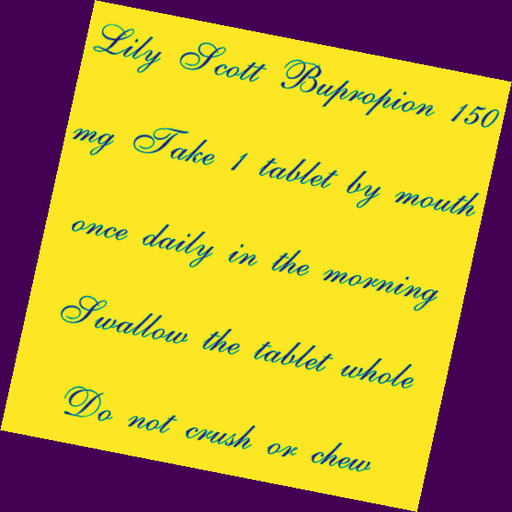 Lily Scott Bupropion 150
mg Take 1 tablet by mouth
once daily in the morning
Swallow the tablet whole
Do not crush or chew